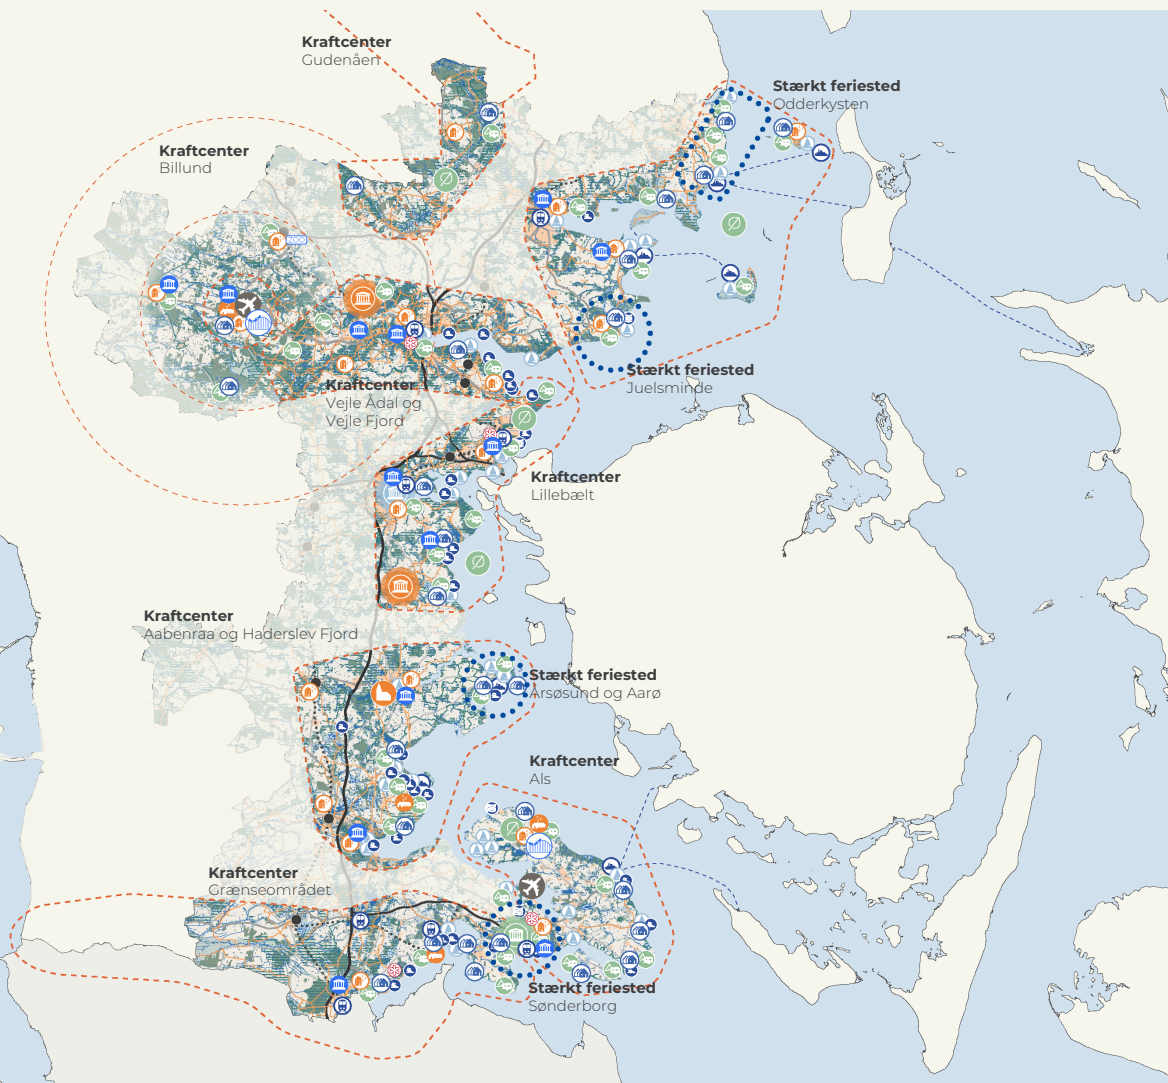 Kraftcenter
Gudenåen
Stærkt feriested
Odderkysten
Kraftcenter
Billund
ZOO
Stærkt feriested
Juelsminde
Kraftcenter
Vejle Ådal og
Vejle Fjord
Kraftcenter
Lillebælt
Kraftcenter
Aabenraa og Haderslev Fjord
Stærkt feriested
Årsøsund og Aarø
Kraftcenter
Als
Kraftcenter
Grænseområdet
Stærkt feriested
Sønderborg